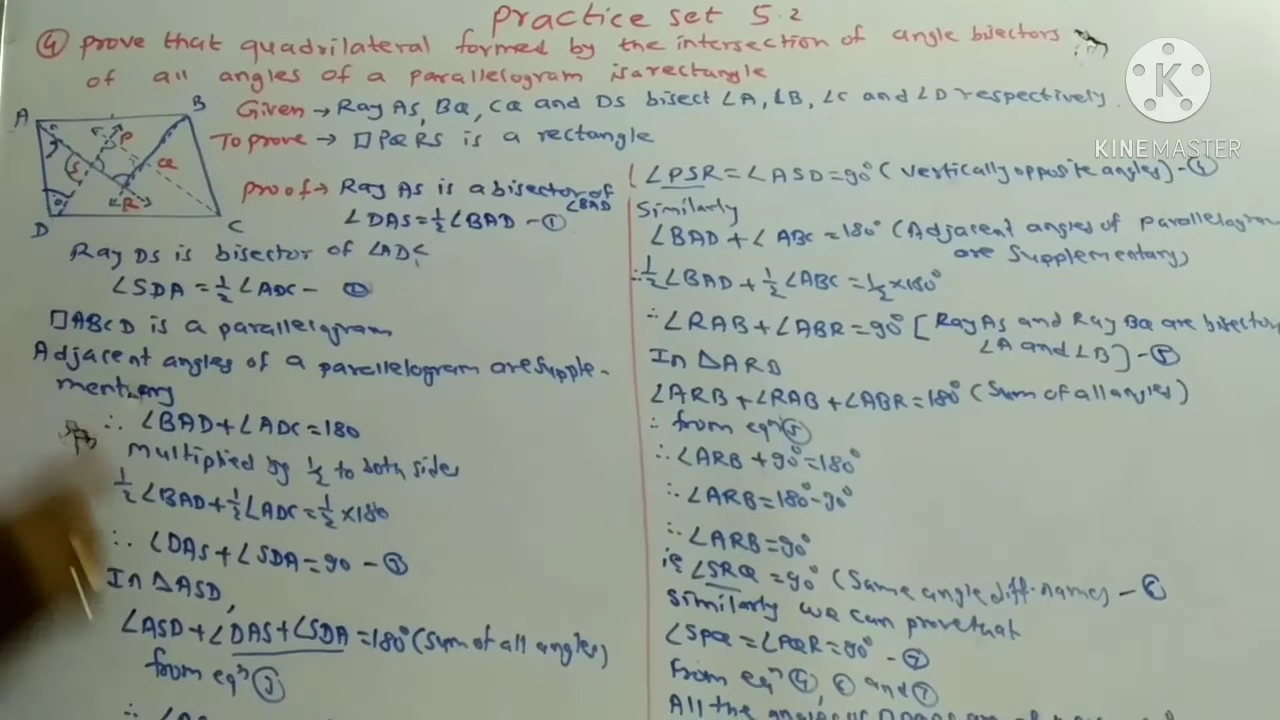 Practice set 5.2
④ prove that quadrilateral formed by the intersection of angle bisectors
of all angles of a parallelogram is a rectangle
K
KINEMASTER
A
B
P
S
Q
R
D
C
Given → Ray AS, BQ, CQ and DS bisect ∠A, ∠B, ∠C and ∠D respectively.
To prove → □PQRS is a rectangle
proof → Ray AS is a bisector of
∠BAD
∠DAS = ½ ∠BAD - ①
Ray DS is bisector of ∠ADC
∠SDA = ½ ∠ADC - ②
□ABCD is a parallelgram
Adjacent angles of a parallelogram are supple-
mentary
∴ ∠BAD + ∠ADC = 180
multiplied by ½ to both sides
½ ∠BAD + ½ ∠ADC = ½ × 180
∴ ∠DAS + ∠SDA = 90 - ③
In △ASD,
∠ASD + ∠DAS + ∠SDA = 180° (Sum of all angles)
from eqⁿ ③
∠PSR = ∠ASD = 90° (vertically opposite angles) - ④
Similarly
∠BAD + ∠ABC = 180° (Adjacent angles of parallelogram
are supplementary)
∴ ½ ∠BAD + ½ ∠ABC = ½ × 180°
∴ ∠RAB + ∠ABR = 90° [Ray AS and Ray BQ are bisector
∠A and ∠B] - ⑤
In △ARB
∠ARB + ∠RAB + ∠ABR = 180° (Sum of all angles)
∴ from eqⁿ ⑤
∴ ∠ARB + 90° = 180°
∴ ∠ARB = 180° - 90°
∴ ∠ARB = 90°
ie ∠SRQ = 90° (Same angle diff. names - ⑥
similarly we can prove that
∠SPQ = ∠PQR = 90° - ⑦
From eqⁿ ④, ⑥ and ⑦
All the